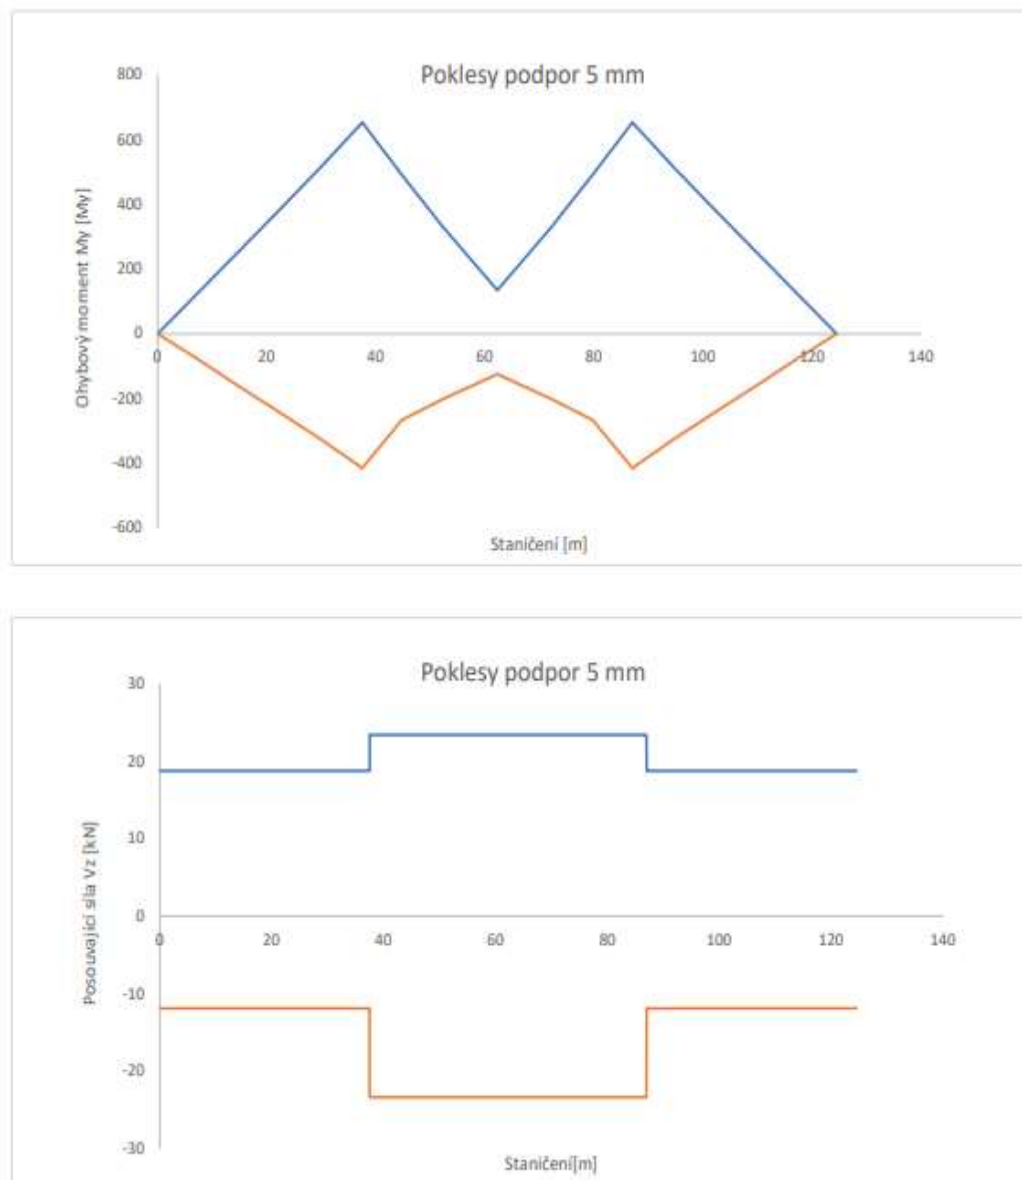 Poklesy podpor 5 mm
800
600
400
200
0
-200
-400
-600
0 20 40 60 80 100 120 140
Ohybový moment My [My]
Staničení [m]
Poklesy podpor 5 mm
30
20
10
0
-10
-20
-30
0 20 40 60 80 100 120 140
Posouvající síla Vz [kN]
Staničení[m]